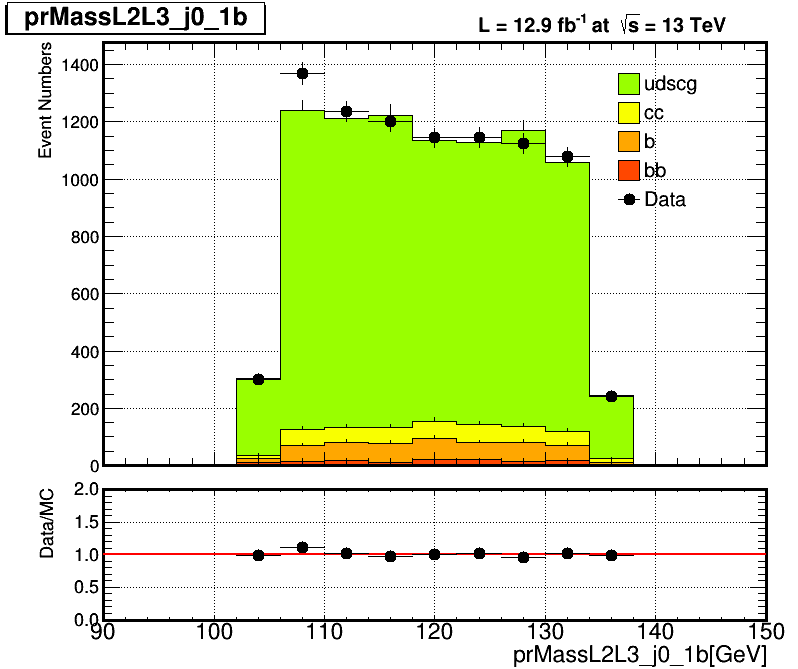 prMassL2L3_j0_1b
L = 12.9 fb⁻¹ at √s = 13 TeV
Event Numbers
1400
1200
1000
800
600
400
200
0
udscg
cc
b
bb
Data
Data/MC
2.0
1.5
1.0
0.5
0.0
90 100 110 120 130 140 150
prMassL2L3_j0_1b[GeV]